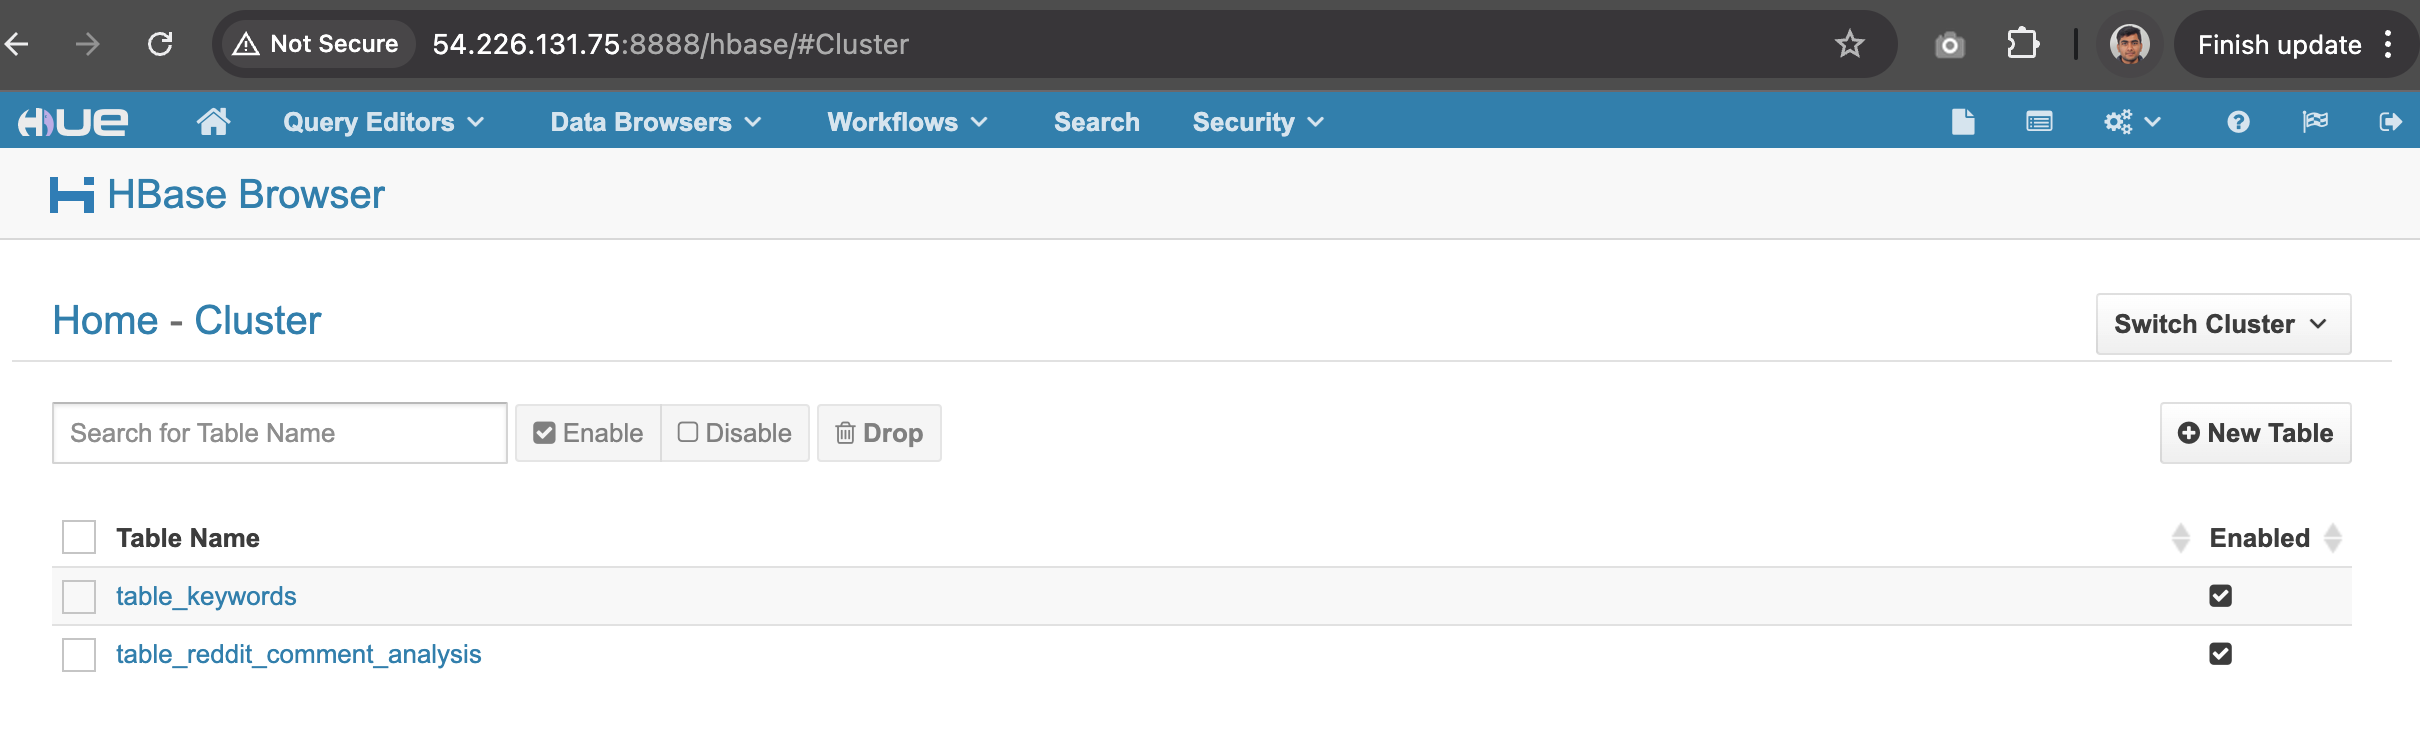 Not Secure 54.226.131.75:8888/hbase/#Cluster Finish update
HUE Query Editors Data Browsers Workflows Search Security
HBase Browser
Home - Cluster Switch Cluster
Search for Table Name Enable Disable Drop New Table
Table Name Enabled
table_keywords
table_reddit_comment_analysis